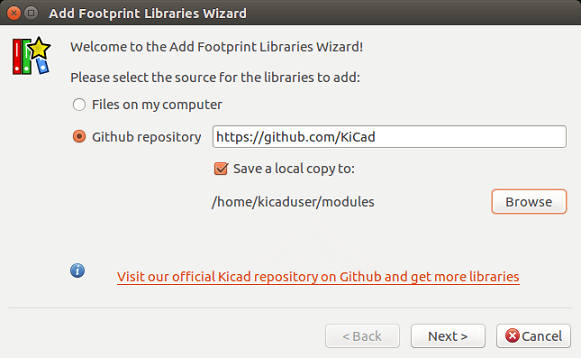 Add Footprint Libraries Wizard
Welcome to the Add Footprint Libraries Wizard!
Please select the source for the libraries to add:
Files on my computer
Github repository https://github.com/KiCad
Save a local copy to:
/home/kicaduser/modules Browse
Visit our official Kicad repository on Github and get more libraries
< Back Next > Cancel